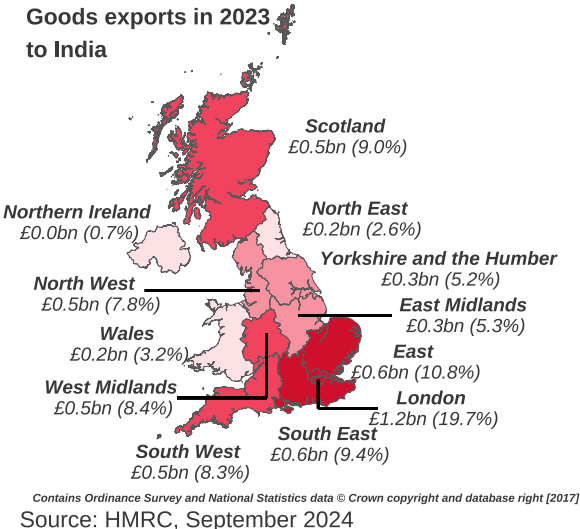 Goods exports in 2023
to India
Scotland
£0.5bn (9.0%)
Northern Ireland
£0.0bn (0.7%)
North East
£0.2bn (2.6%)
Yorkshire and the Humber
£0.3bn (5.2%)
North West
£0.5bn (7.8%)
East Midlands
£0.3bn (5.3%)
Wales
£0.2bn (3.2%)
East
£0.6bn (10.8%)
West Midlands
£0.5bn (8.4%)
London
£1.2bn (19.7%)
South East
£0.6bn (9.4%)
South West
£0.5bn (8.3%)
Contains Ordinance Survey and National Statistics data © Crown copyright and database right [2017]
Source: HMRC, September 2024